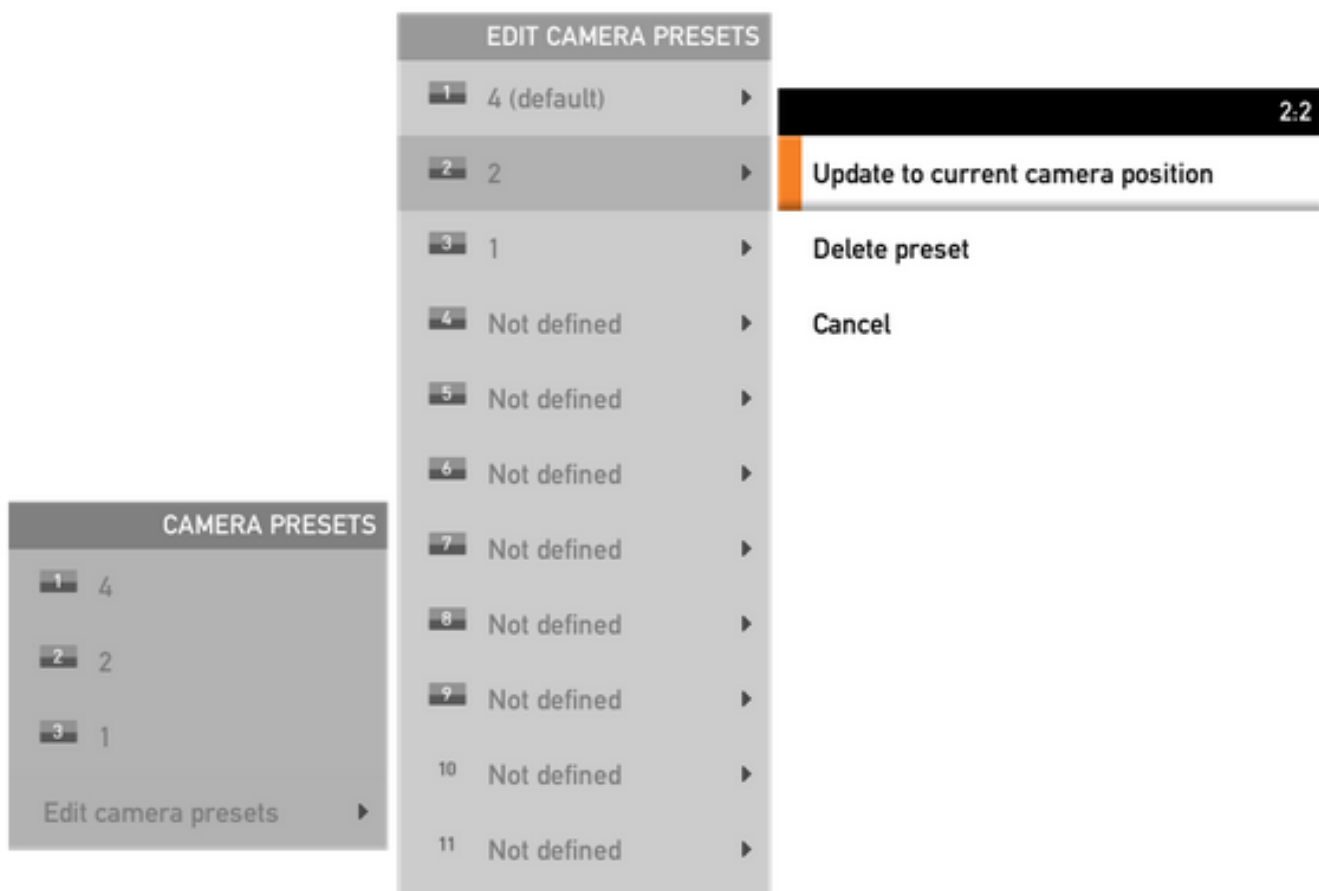 CAMERA PRESETS
1 4
2 2
3 1
Edit camera presets
EDIT CAMERA PRESETS
1 4 (default)
2 2
3 1
4 Not defined
5 Not defined
6 Not defined
7 Not defined
8 Not defined
9 Not defined
10 Not defined
11 Not defined
2:2
Update to current camera position
Delete preset
Cancel